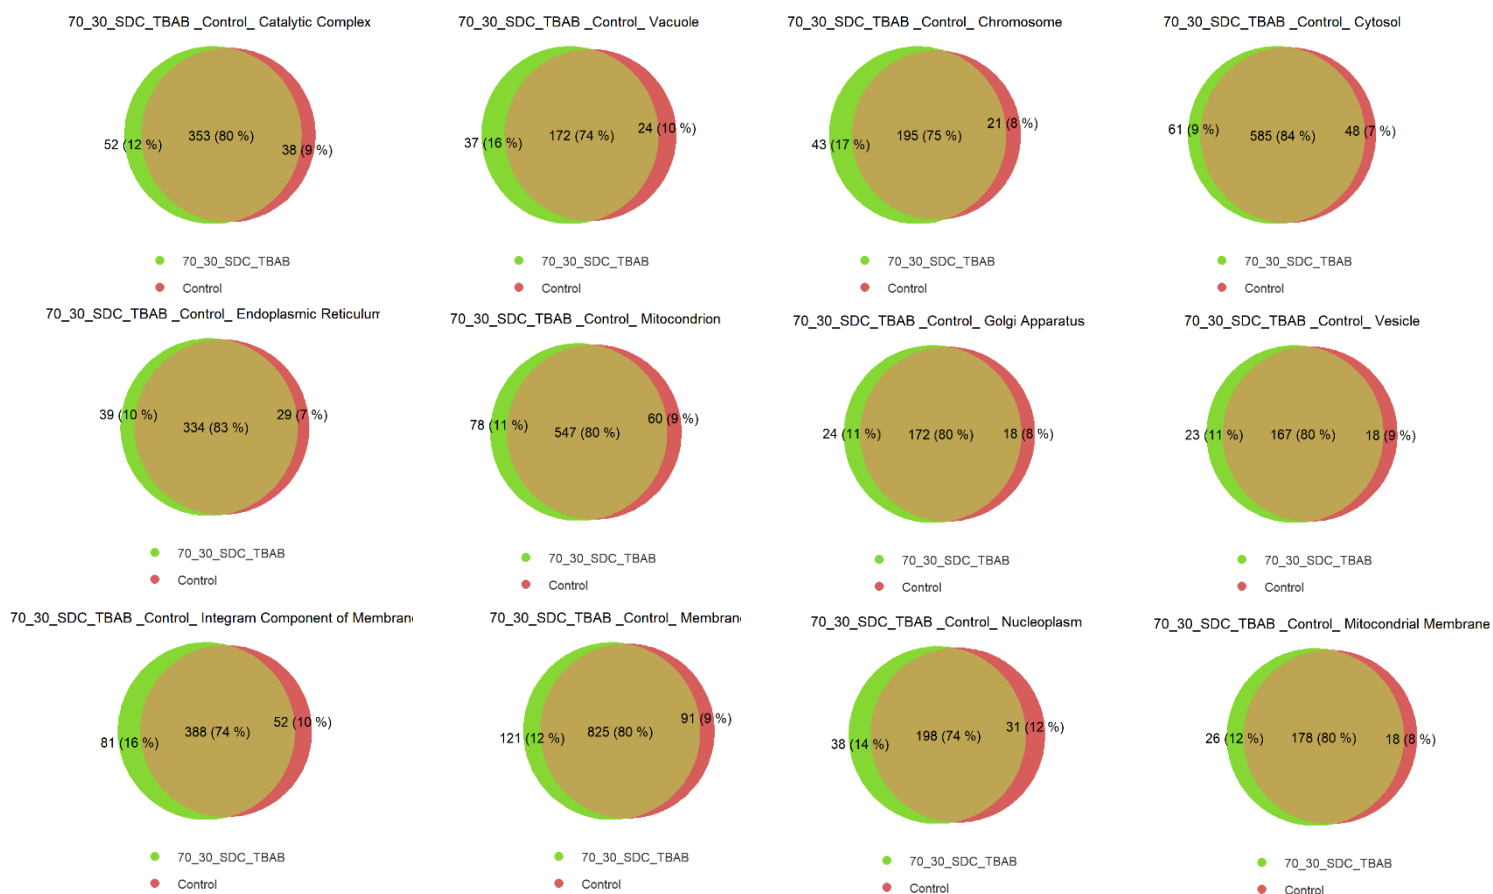 70_30_SDC_TBAB _Control_ Catalytic Complex
52 (12 %)
353 (80 %)
38 (9 %)
70_30_SDC_TBAB
Control
70_30_SDC_TBAB _Control_ Vacuole
37 (16 %)
172 (74 %)
24 (10 %)
70_30_SDC_TBAB
Control
70_30_SDC_TBAB _Control_ Chromosome
43 (17 %)
195 (75 %)
21 (8 %)
70_30_SDC_TBAB
Control
70_30_SDC_TBAB _Control_ Cytosol
61 (9 %)
585 (84 %)
48 (7 %)
70_30_SDC_TBAB
Control
70_30_SDC_TBAB _Control_ Endoplasmic Reticulum
39 (10 %)
334 (83 %)
29 (7 %)
70_30_SDC_TBAB
Control
70_30_SDC_TBAB _Control_ Mitocondrion
78 (11 %)
547 (80 %)
60 (9 %)
70_30_SDC_TBAB
Control
70_30_SDC_TBAB _Control_ Golgi Apparatus
24 (11 %)
172 (80 %)
18 (8 %)
70_30_SDC_TBAB
Control
70_30_SDC_TBAB _Control_ Vesicle
23 (11 %)
167 (80 %)
18 (9 %)
70_30_SDC_TBAB
Control
70_30_SDC_TBAB _Control_ Integram Component of Membran
81 (16 %)
388 (74 %)
52 (10 %)
70_30_SDC_TBAB
Control
70_30_SDC_TBAB _Control_ Membran
121 (12 %)
825 (80 %)
91 (9 %)
70_30_SDC_TBAB
Control
70_30_SDC_TBAB _Control_ Nucleoplasm
38 (14 %)
198 (74 %)
31 (12 %)
70_30_SDC_TBAB
Control
70_30_SDC_TBAB _Control_ Mitocondrial Membrane
26 (12 %)
178 (80 %)
18 (8 %)
70_30_SDC_TBAB
Control